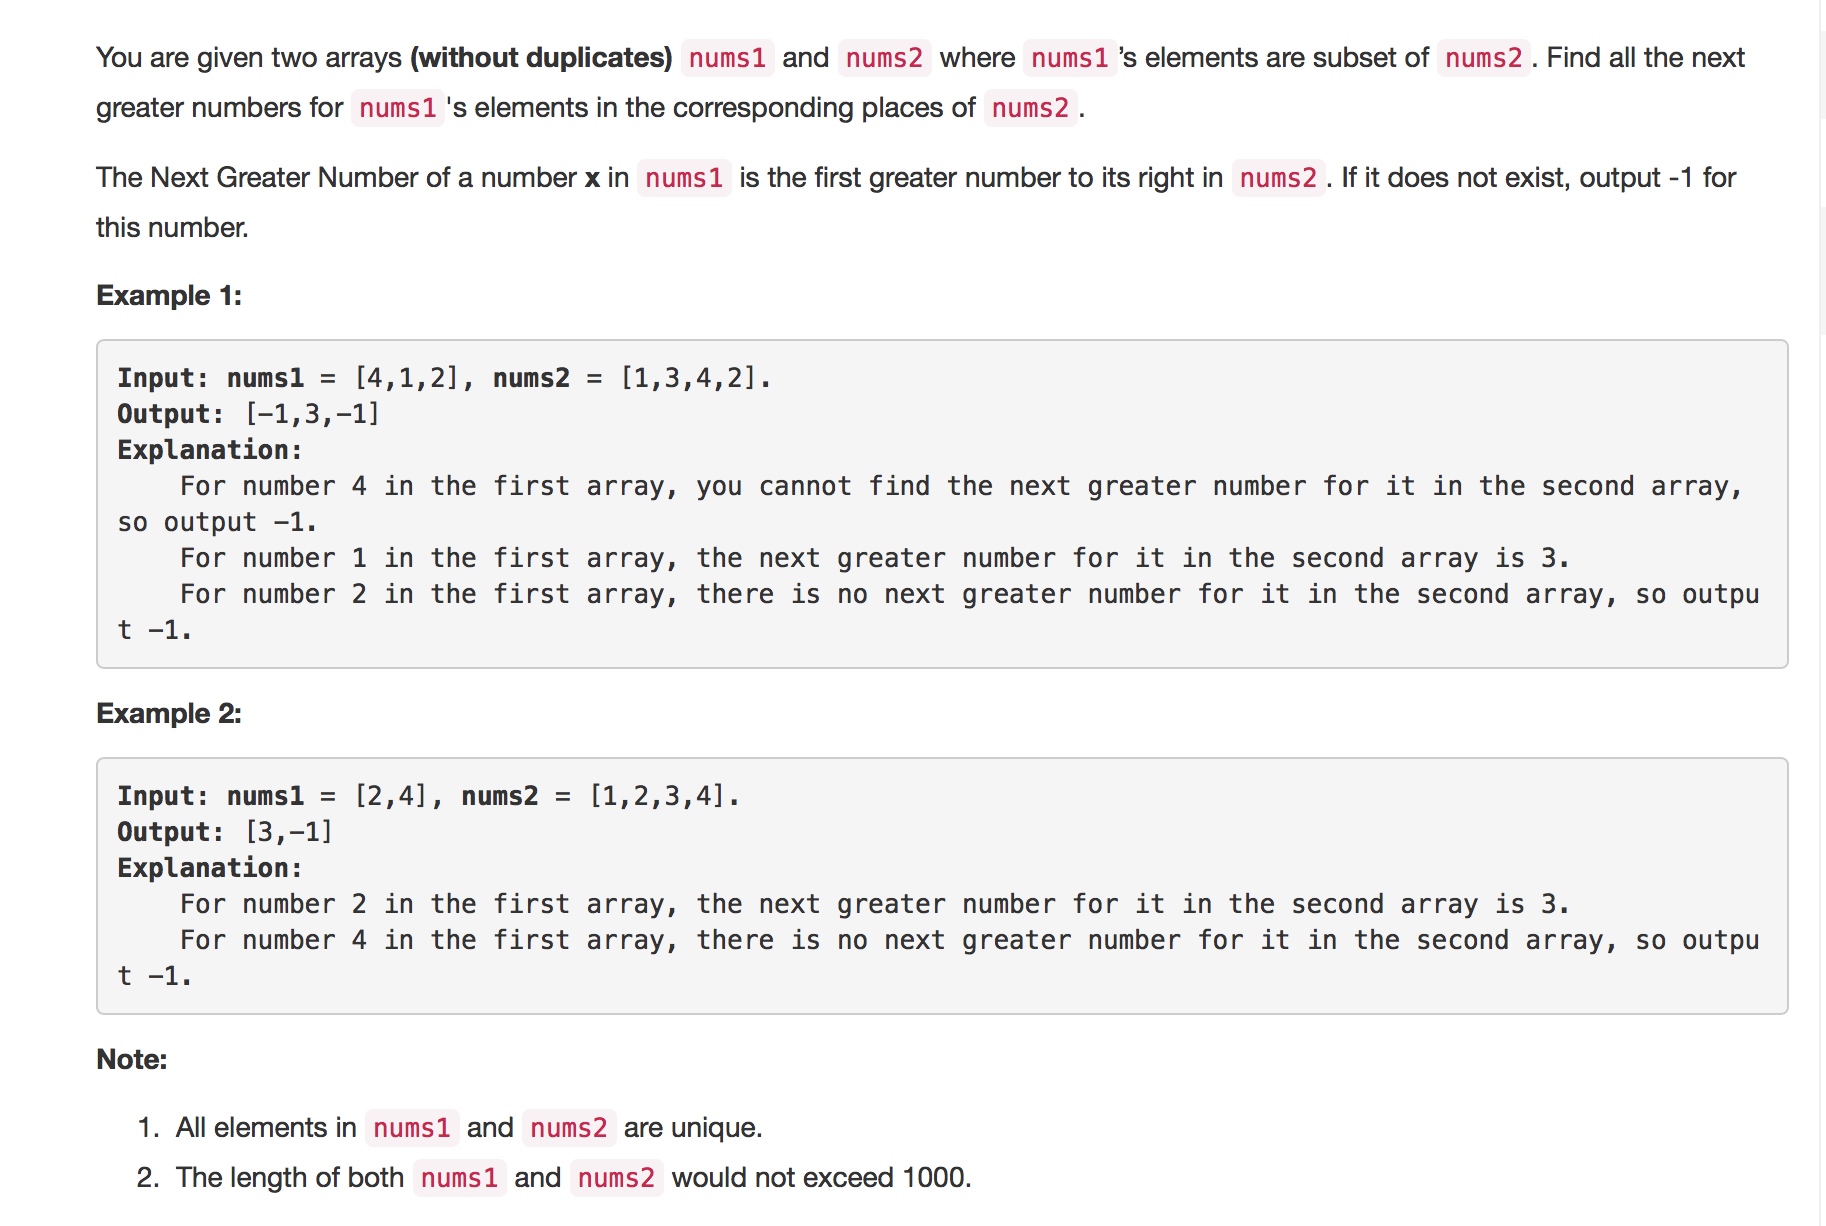 You are given two arrays (without duplicates) nums1 and nums2 where nums1’s elements are subset of nums2. Find all the next
greater numbers for nums1's elements in the corresponding places of nums2.
The Next Greater Number of a number x in nums1 is the first greater number to its right in nums2. If it does not exist, output -1 for
this number.
Example 1:
Input: nums1 = [4,1,2], nums2 = [1,3,4,2].
Output: [-1,3,-1]
Explanation:
For number 4 in the first array, you cannot find the next greater number for it in the second array,
so output -1.
For number 1 in the first array, the next greater number for it in the second array is 3.
For number 2 in the first array, there is no next greater number for it in the second array, so outpu
t -1.
Example 2:
Input: nums1 = [2,4], nums2 = [1,2,3,4].
Output: [3,-1]
Explanation:
For number 2 in the first array, the next greater number for it in the second array is 3.
For number 4 in the first array, there is no next greater number for it in the second array, so outpu
t -1.
Note:
1. All elements in nums1 and nums2 are unique.
2. The length of both nums1 and nums2 would not exceed 1000.